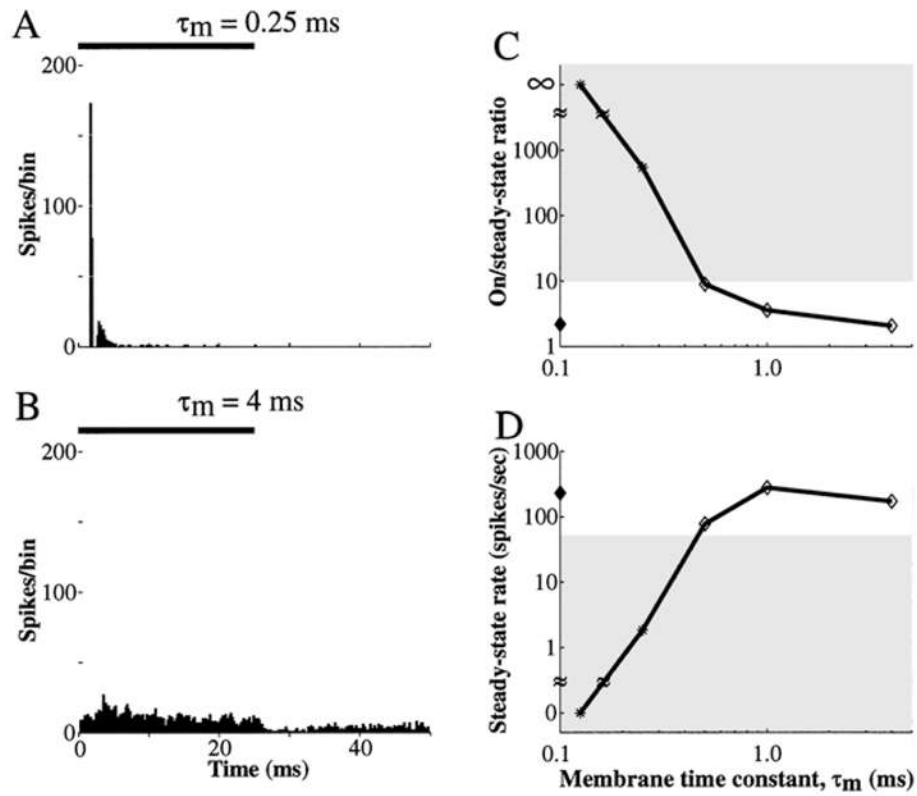 A
τm = 0.25 ms
200
100
0
Spikes/bin
B
τm = 4 ms
200
100
0
Spikes/bin
0
20
40
Time (ms)
C
∞
≈
≈
1000
100
10
1
On/steady-state ratio
0.1
1.0
D
1000
100
10
1
≈
≈
0
Steady-state rate (spikes/sec)
0.1
1.0
Membrane time constant, τm (ms)